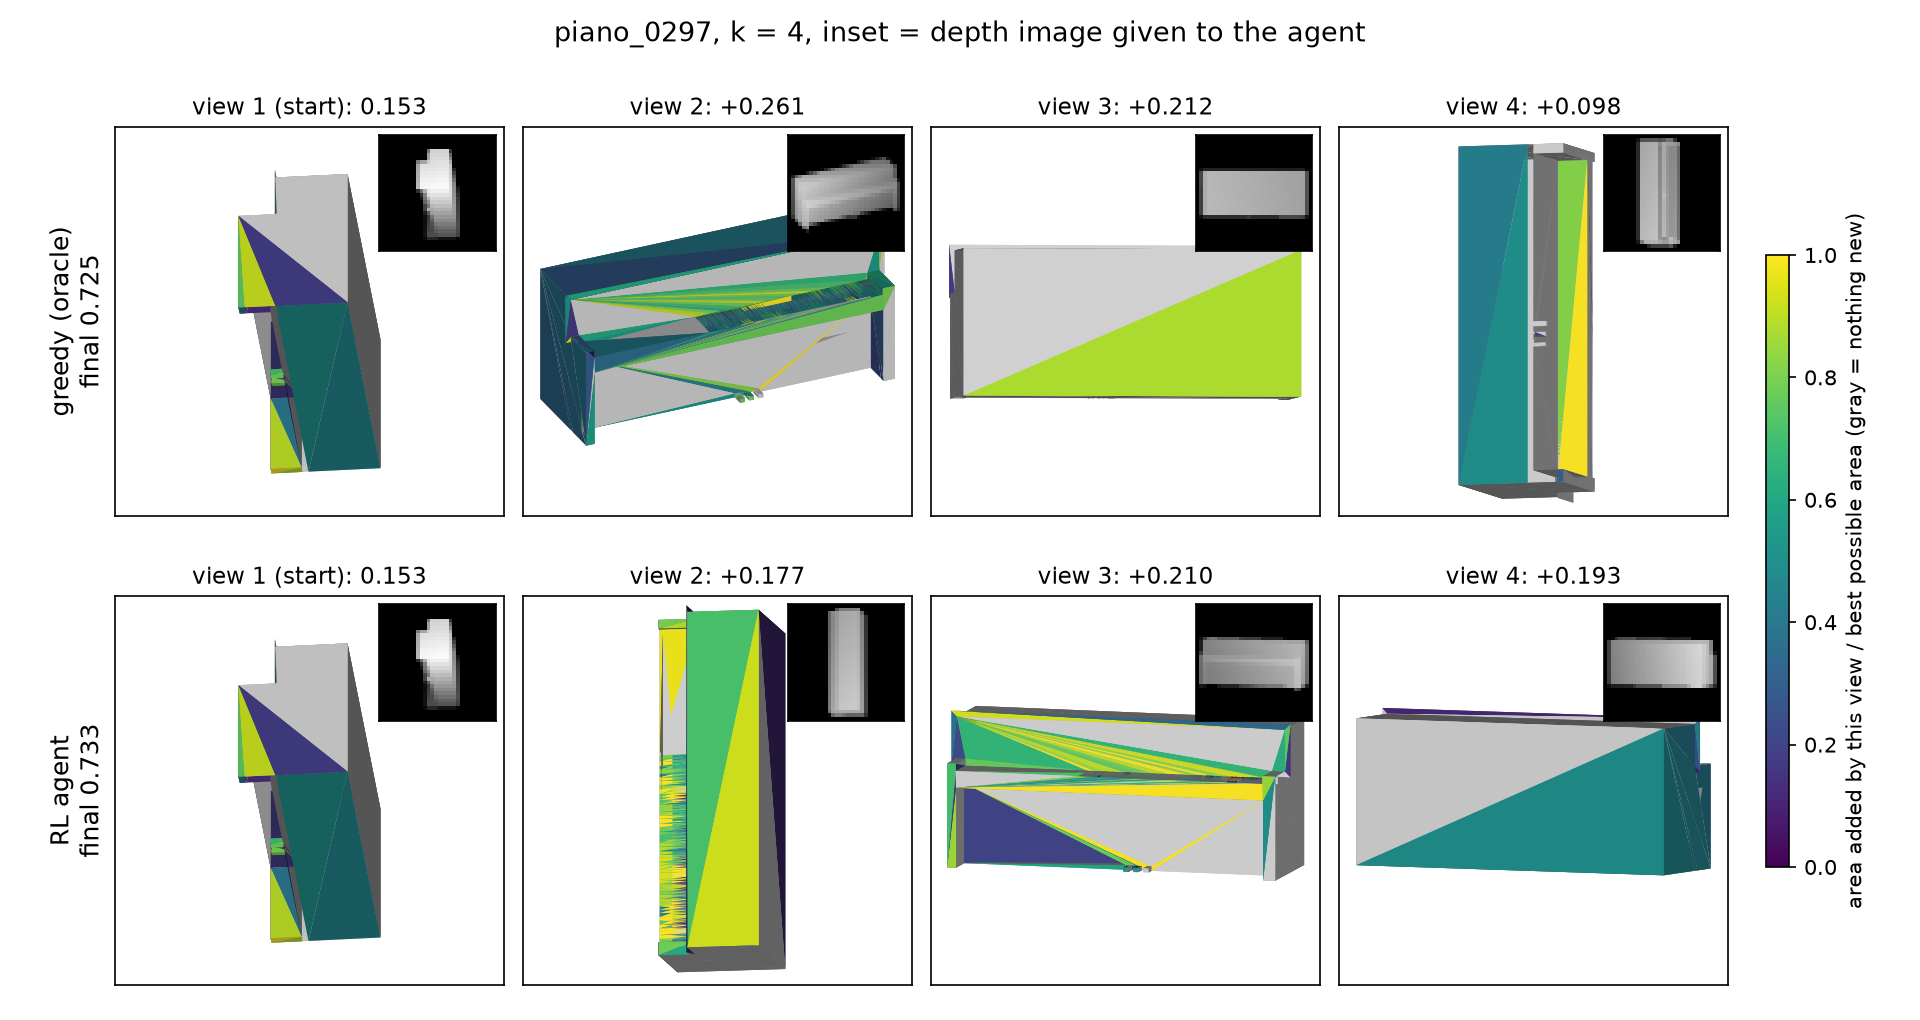 piano_0297, k = 4, inset = depth image given to the agent
view 1 (start): 0.153
view 2: +0.261
view 3: +0.212
view 4: +0.098
greedy (oracle)
final 0.725
view 1 (start): 0.153
view 2: +0.177
view 3: +0.210
view 4: +0.193
RL agent
final 0.733
1.0
0.8
0.6
0.4
0.2
0.0
area added by this view / best possible area (gray = nothing new)